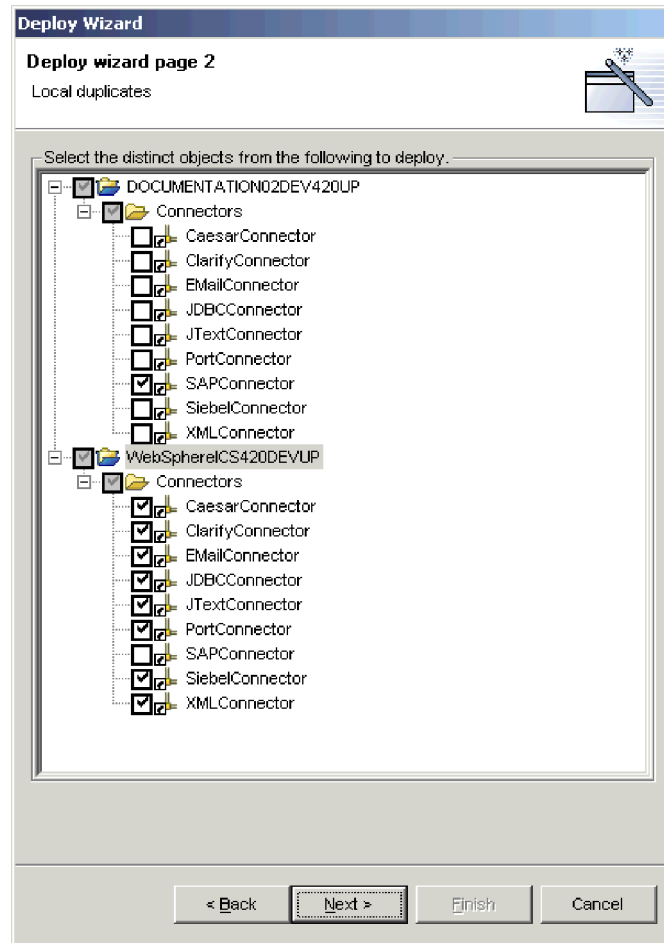 Deploy Wizard
Deploy wizard page 2
Local duplicates
Select the distinct objects from the following to deploy.
DOCUMENTATION02DEV420UP
Connectors
CaesarConnector
ClarifyConnector
EMailConnector
JDBCConnector
JTextConnector
PortConnector
SAPConnector
SiebelConnector
XMLConnector
WebSphereICS420DEVUP
Connectors
CaesarConnector
ClarifyConnector
EMailConnector
JDBCConnector
JTextConnector
PortConnector
SAPConnector
SiebelConnector
XMLConnector
< Back Next > Finish Cancel